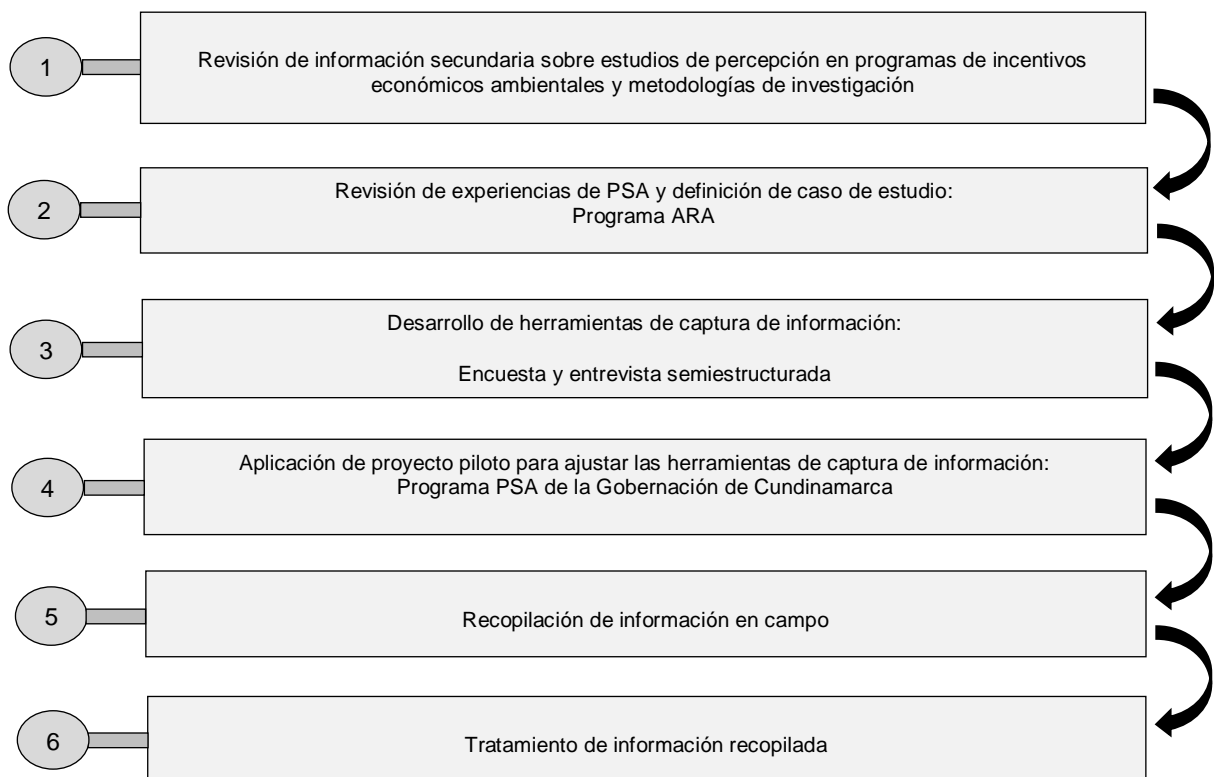 1
Revisión de información secundaria sobre estudios de percepción en programas de incentivos
económicos ambientales y metodologías de investigación
2
Revisión de experiencias de PSA y definición de caso de estudio:
Programa ARA
3
Desarrollo de herramientas de captura de información:
Encuesta y entrevista semiestructurada
4
Aplicación de proyecto piloto para ajustar las herramientas de captura de información:
Programa PSA de la Gobernación de Cundinamarca
5
Recopilación de información en campo
6
Tratamiento de información recopilada